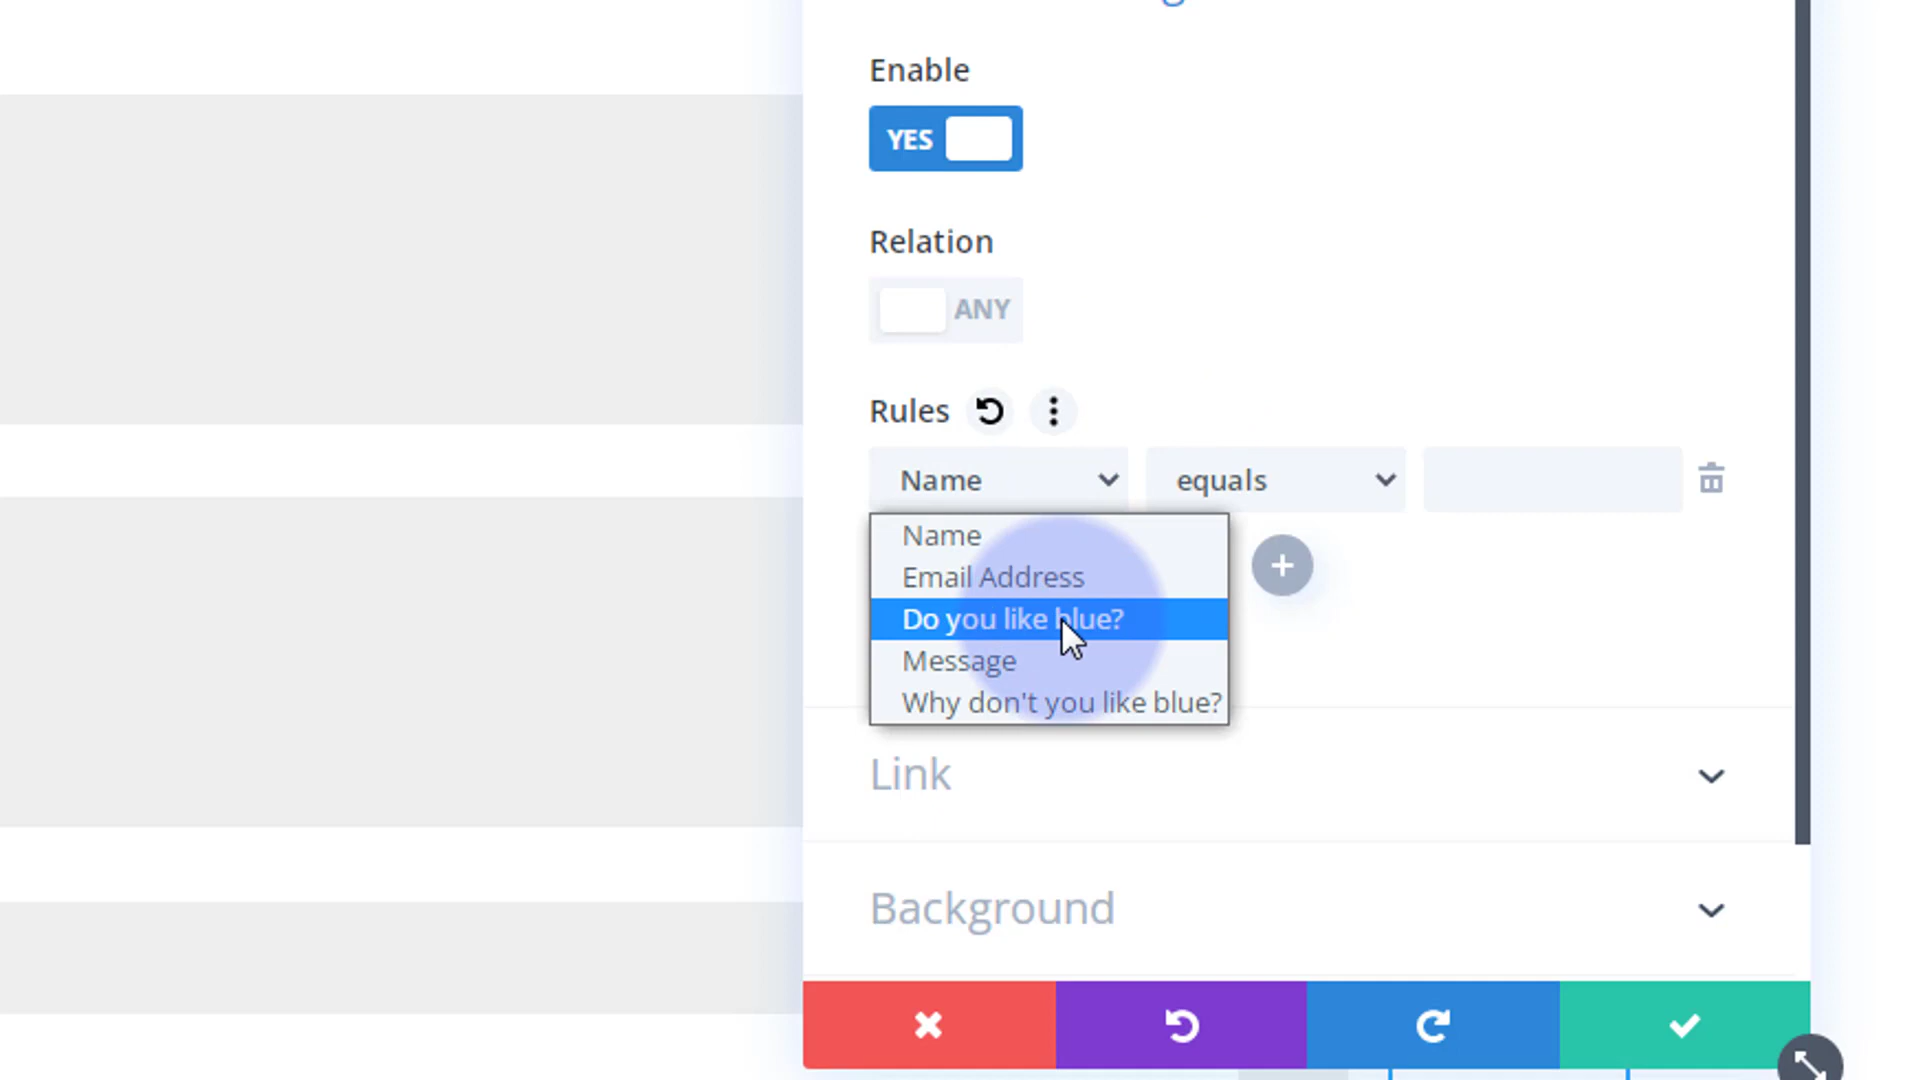 Enable
YES
Relation
ANY
Rules
Name equals
Name
Email Address
Do you like blue?
Message
Why don't you like blue?
Link
Background